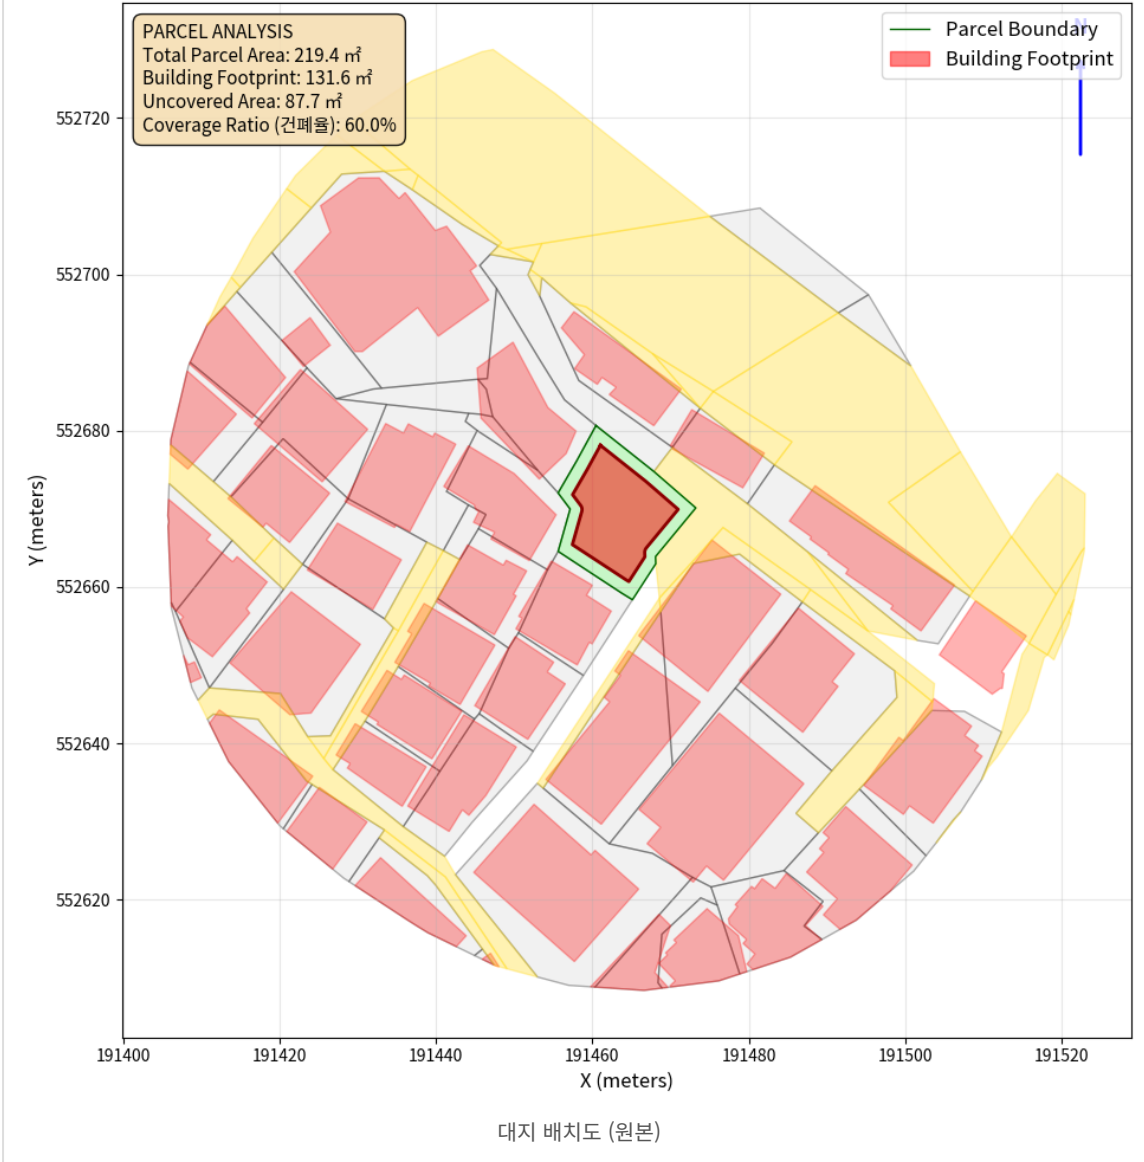 PARCEL ANALYSIS
Total Parcel Area: 219.4 ㎡
Building Footprint: 131.6 ㎡
Uncovered Area: 87.7 ㎡
Coverage Ratio (건폐율): 60.0%
Parcel Boundary
Building Footprint
N
552720
552700
552680
552660
552640
552620
Y (meters)
191400
191420
191440
191460
191480
191500
191520
X (meters)
대지 배치도 (원본)